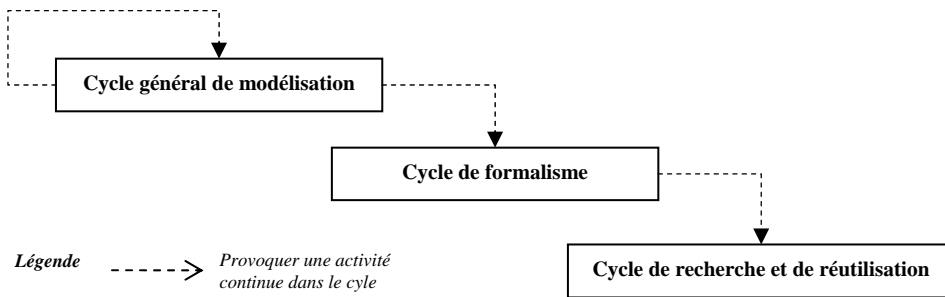 Cycle général de modélisation
Cycle de formalisme
Légende
Provoquer une activité
continue dans le cyle
Cycle de recherche et de réutilisation